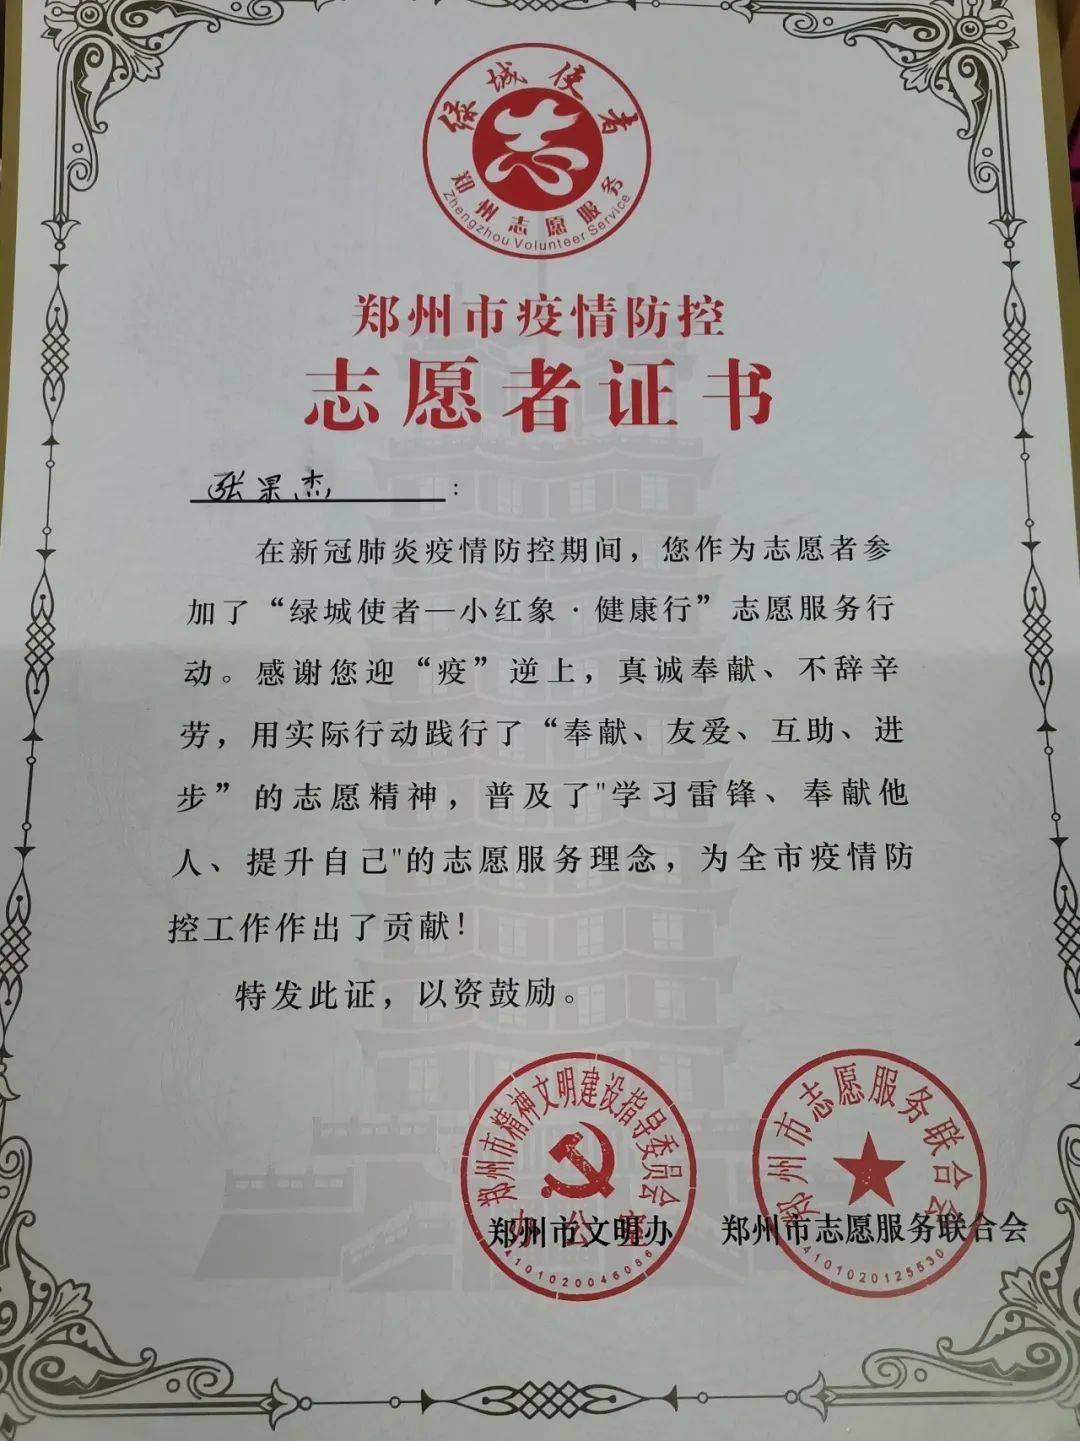 绿城使者
郑州志愿服务
Zhengzhou Volunteer Service
郑州市疫情防控
志愿者证书
张果杰:
在新冠肺炎疫情防控期间，您作为志愿者参
加了“绿城使者—小红象·健康行”志愿服务行
动。感谢您迎“疫”逆上，真诚奉献、不辞辛
劳，用实际行动践行了“奉献、友爱、互助、进
步”的志愿精神，普及了"学习雷锋、奉献他
人、提升自己"的志愿服务理念，为全市疫情防
控工作作出了贡献!
特发此证，以资鼓励。
郑州市精神文明建设指导委员会
办公室
郑州市文明办
4101020046086
郑州市志愿服务联合会
郑州市志愿服务联合会
4101020125530